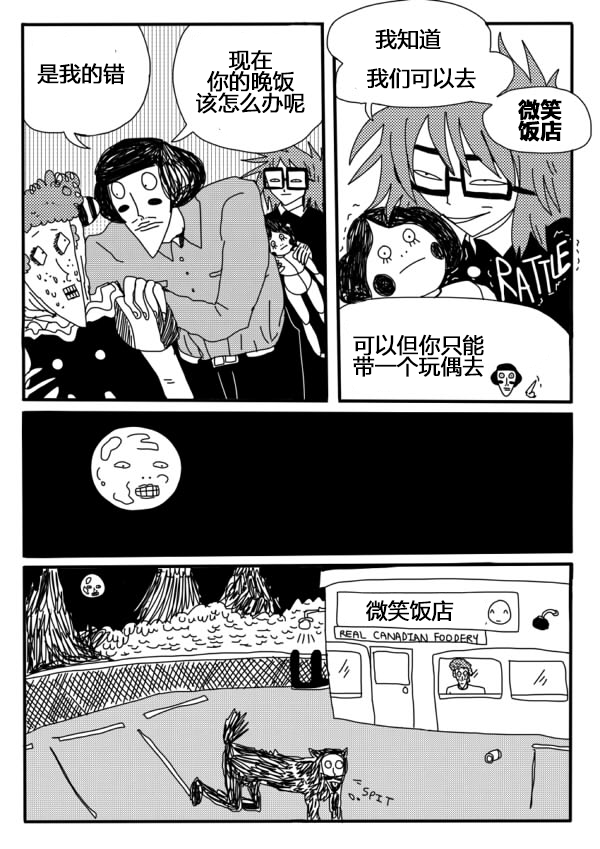 是我的错
现在
你的晚饭
该怎么办呢
我知道
我们可以去
微笑
饭店
RATTLE
可以但你只能
带一个玩偶去
微笑饭店
REAL CANADIAN FOODERY
SPIT